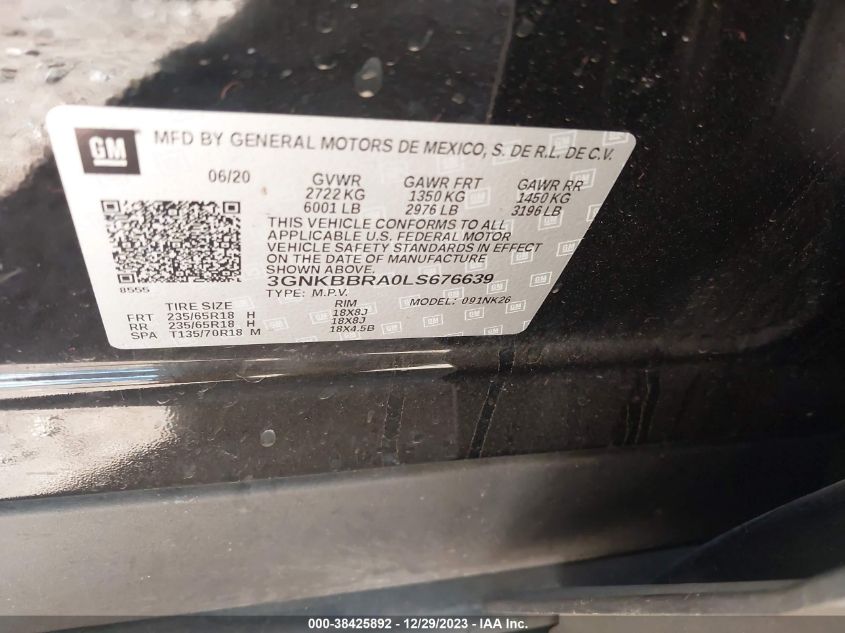 GM MFD BY GENERAL MOTORS DE MEXICO, S. DE R.L. DE C.V.
06/20 GVWR GAWR FRT GAWR RR
2722 KG 1350 KG 1450 KG
6001 LB 2976 LB 3196 LB
THIS VEHICLE CONFORMS TO ALL
APPLICABLE U.S. FEDERAL MOTOR
VEHICLE SAFETY STANDARDS IN EFFECT
ON THE DATE OF MANUFACTURE
SHOWN ABOVE.
3GNKBBRA0LS676639
8555 TYPE: M.P.V. MODEL: 091NK26
TIRE SIZE RIM
FRT 235/65R18 H 18X8J
RR 235/65R18 H 18X8J
SPA T135/70R18 M 18X4.5B
000-38425892 - 12/29/2023 - IAA Inc.